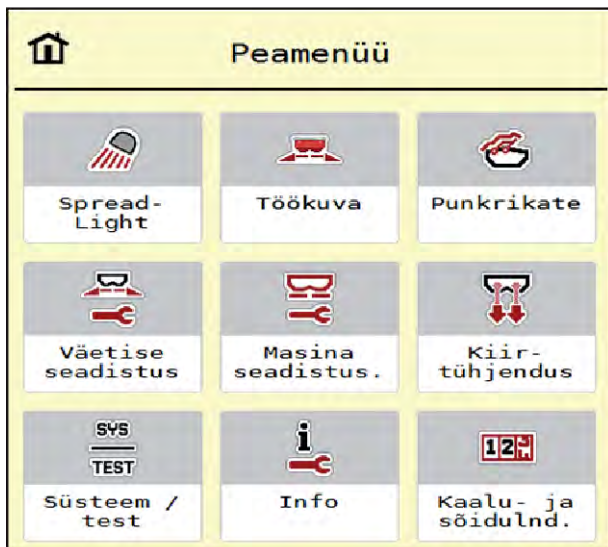 Peamenüü
Spread-
Light
Töökuva
Punkrikate
Väetise
seadistus
Masina
seadistus.
Kiir-
tühjendus
SYS
TEST
Süsteem /
test
i
Info
12
Kaalu- ja
sõidulnd.